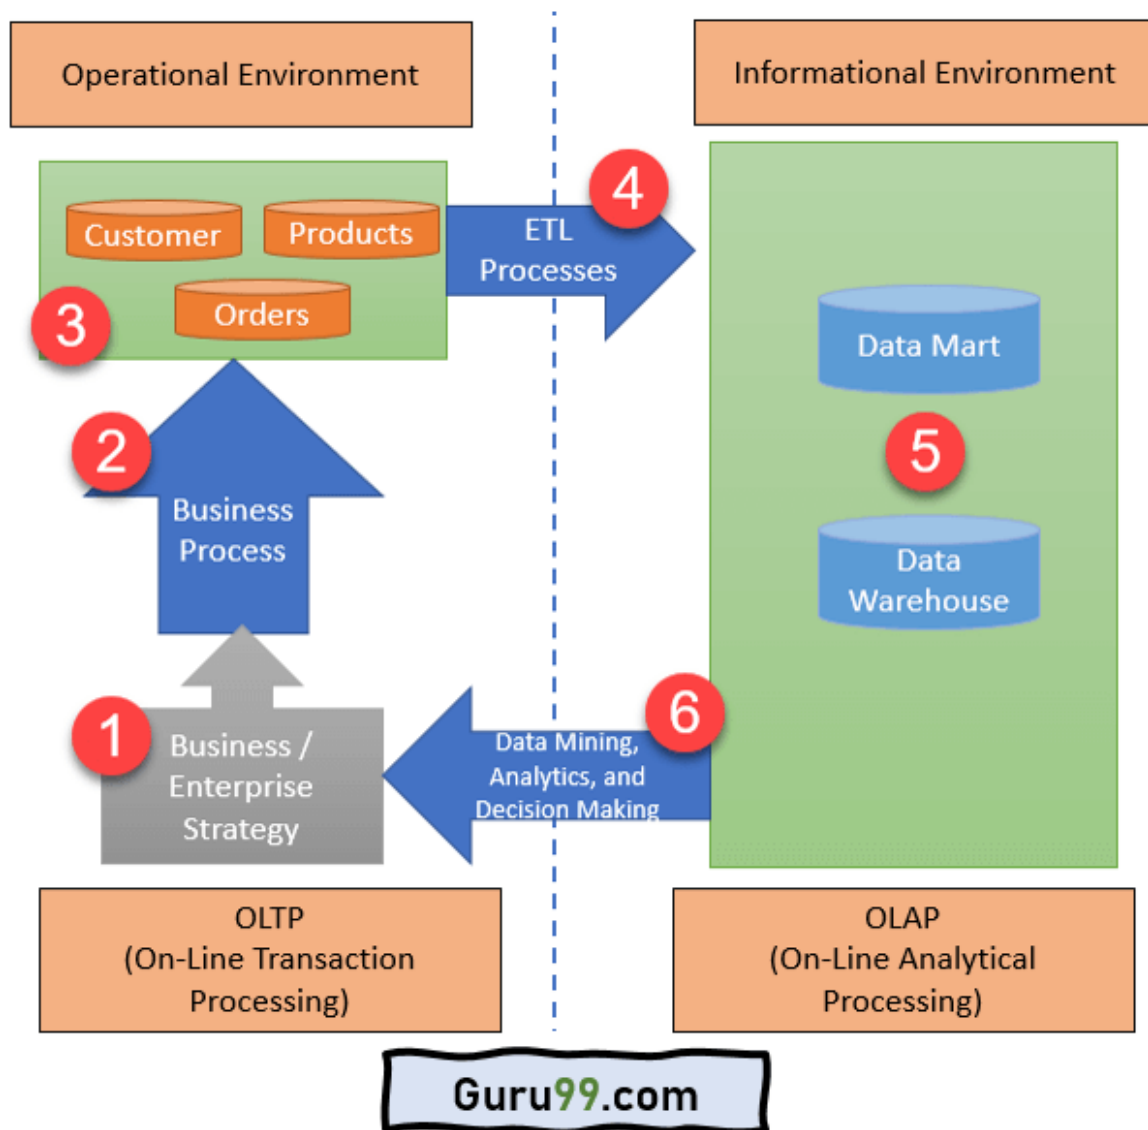 Operational Environment
Informational Environment
Customer
Products
Orders
3
ETL
Processes
4
Data Mart
5
Data
Warehouse
2
Business
Process
1
Business /
Enterprise
Strategy
6
Data Mining,
Analytics, and
Decision Making
OLTP
(On-Line Transaction
Processing)
OLAP
(On-Line Analytical
Processing)
Guru99.com